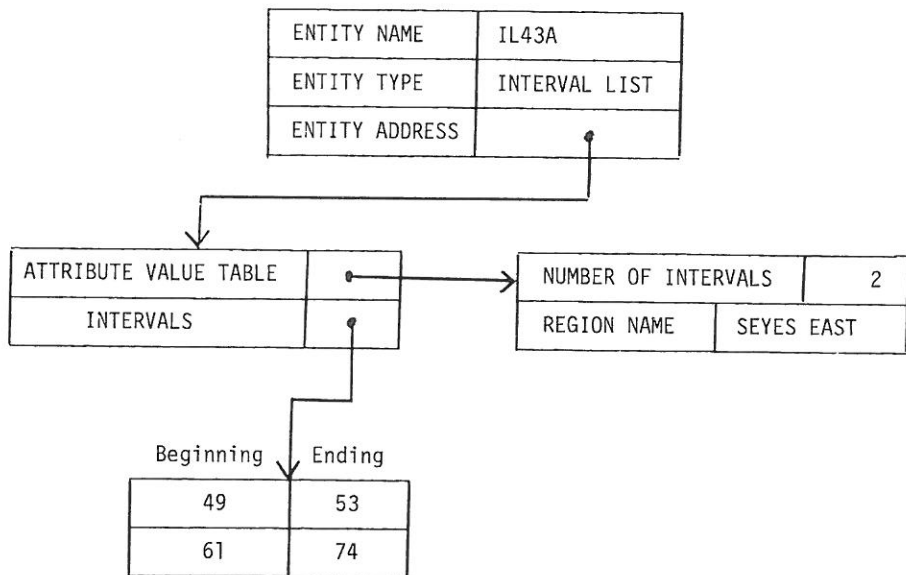 ENTITY NAME IL43A
ENTITY TYPE INTERVAL LIST
ENTITY ADDRESS
ATTRIBUTE VALUE TABLE
INTERVALS
NUMBER OF INTERVALS 2
REGION NAME SEYES EAST
Beginning Ending
49 53
61 74